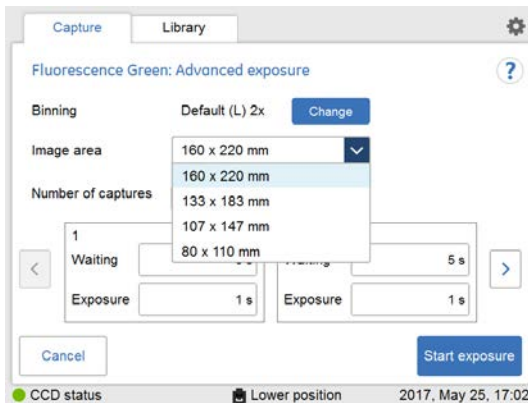 Capture Library
Fluorescence Green: Advanced exposure ?
Binning Default (L) 2x Change
Image area 160 x 220 mm
160 x 220 mm
133 x 183 mm
Number of captures
107 x 147 mm
80 x 110 mm
1
Waiting 5 s
Exposure 1 s Exposure 1 s
Cancel Start exposure
CCD status Lower position 2017, May 25, 17:02